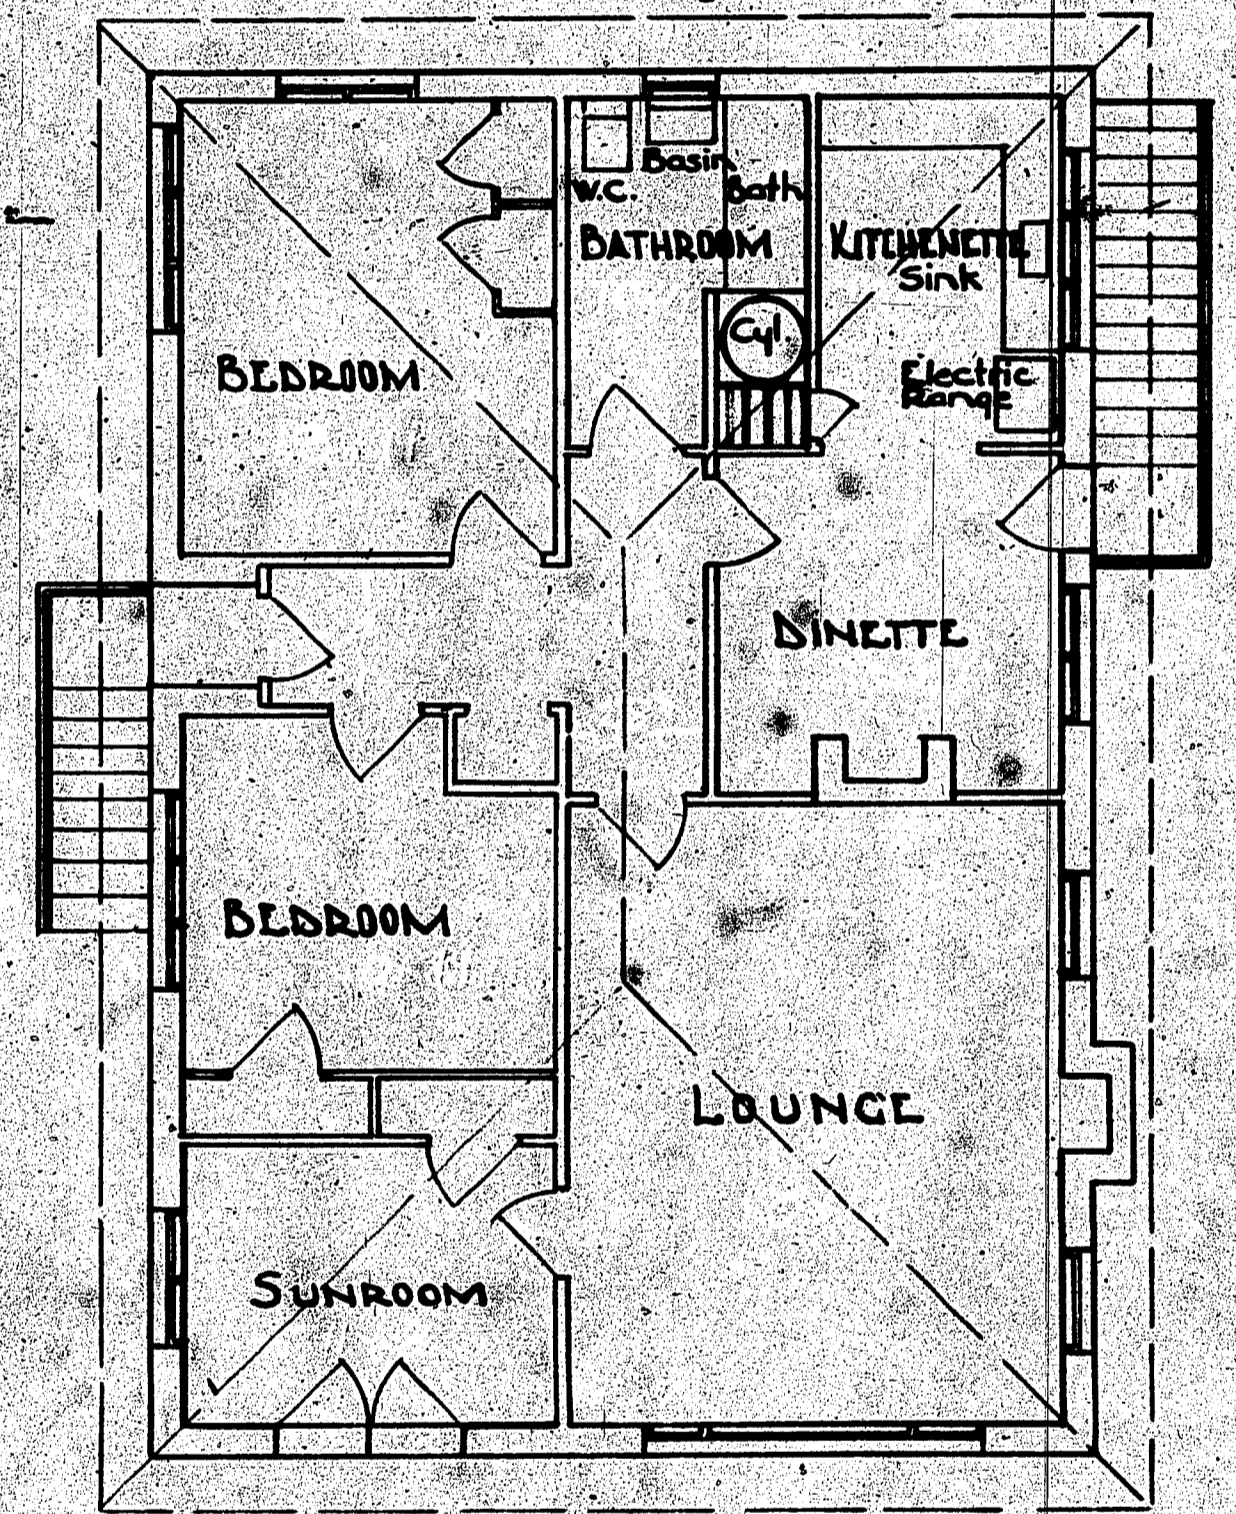 Basin
W.C.
Bath
BATHROOM
KITCHENETTE
Sink
Cyl.
Electric
Range
BEDROOM
DINETTE
BEDROOM
LOUNGE
SUNROOM